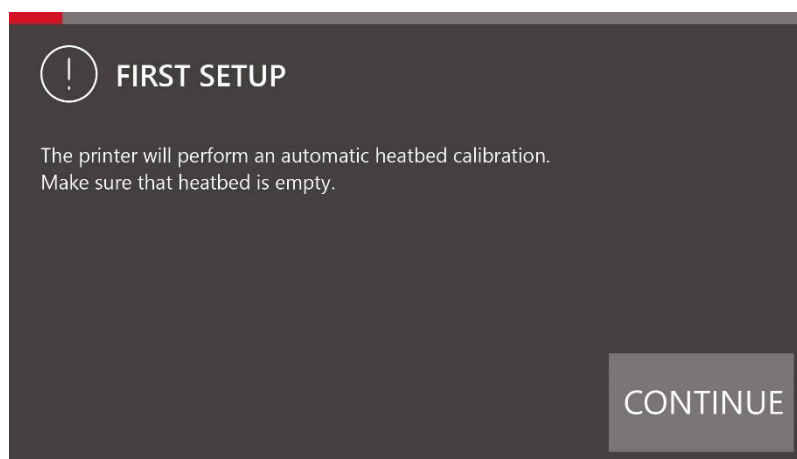 FIRST SETUP
The printer will perform an automatic heatbed calibration.
Make sure that heatbed is empty.
CONTINUE